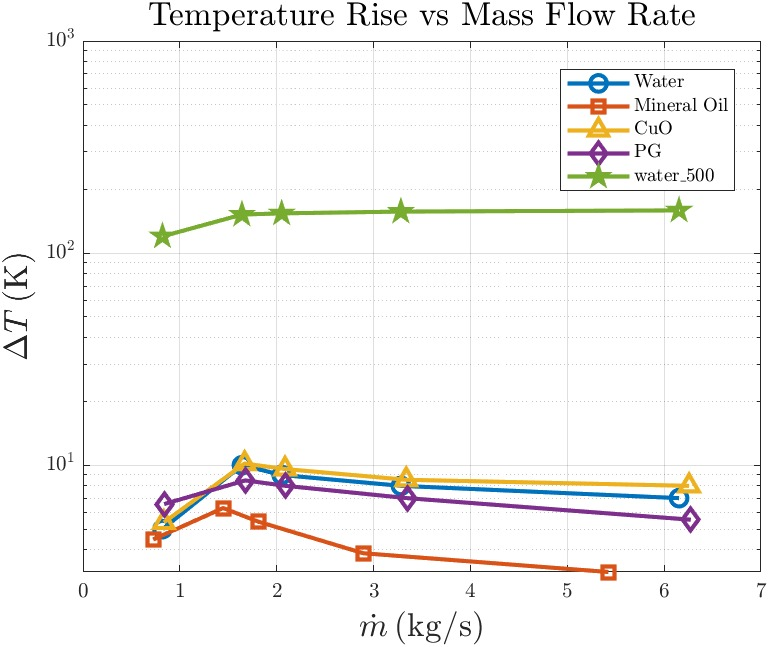 Temperature Rise vs Mass Flow Rate
10³
10²
10¹
ΔT (K)
Water
Mineral Oil
CuO
PG
water_500
0 1 2 3 4 5 6 7
ṁ (kg/s)